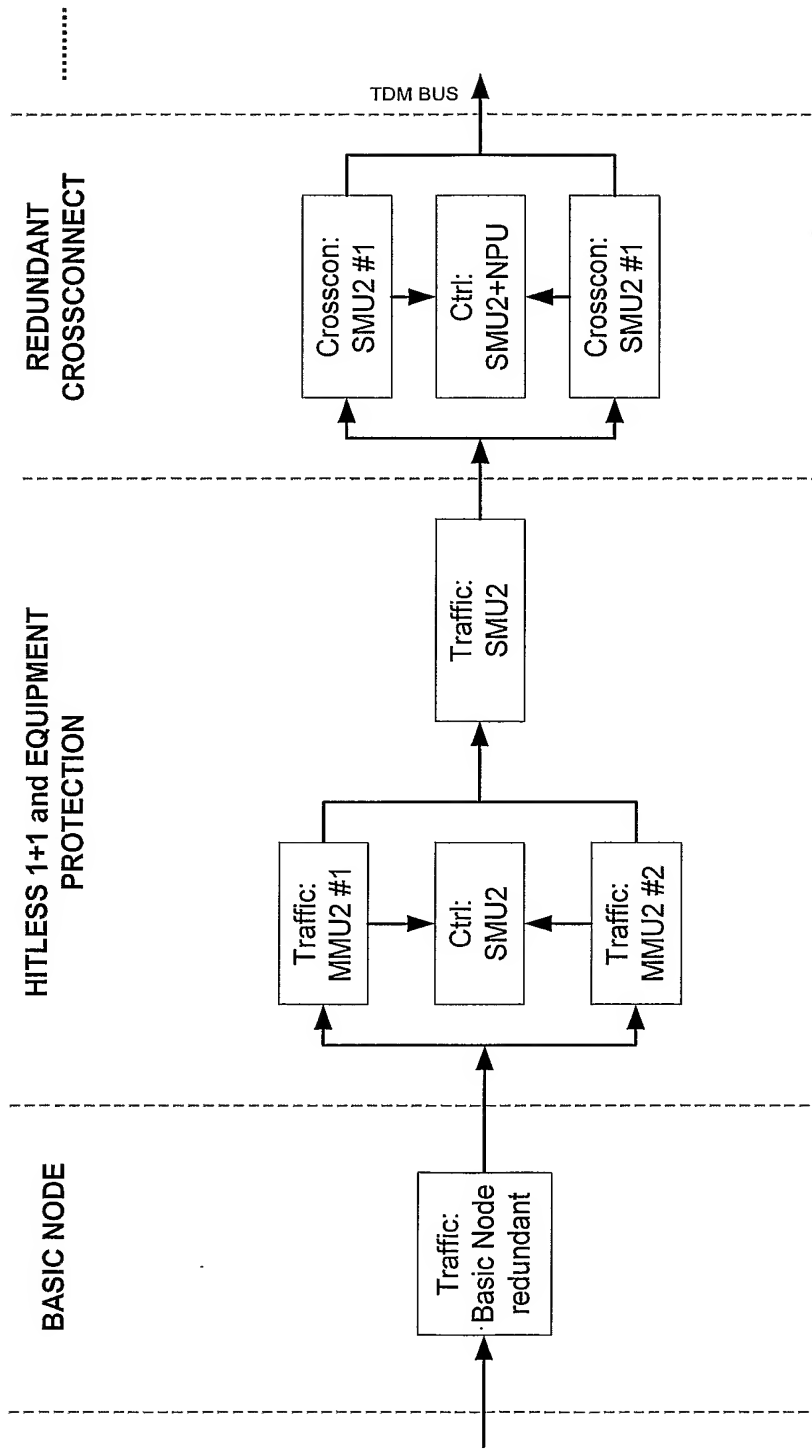 BASIC NODE
Traffic:
Basic Node
redundant
HITLESS 1+1 and EQUIPMENT
PROTECTION
Traffic:
MMU2 #1
Ctrl:
SMU2
Traffic:
MMU2 #2
Traffic:
SMU2
REDUNDANT
CROSSCONNECT
Crosscon:
SMU2 #1
Ctrl:
SMU2+NPU
Crosscon:
SMU2 #1
TDM BUS
..........